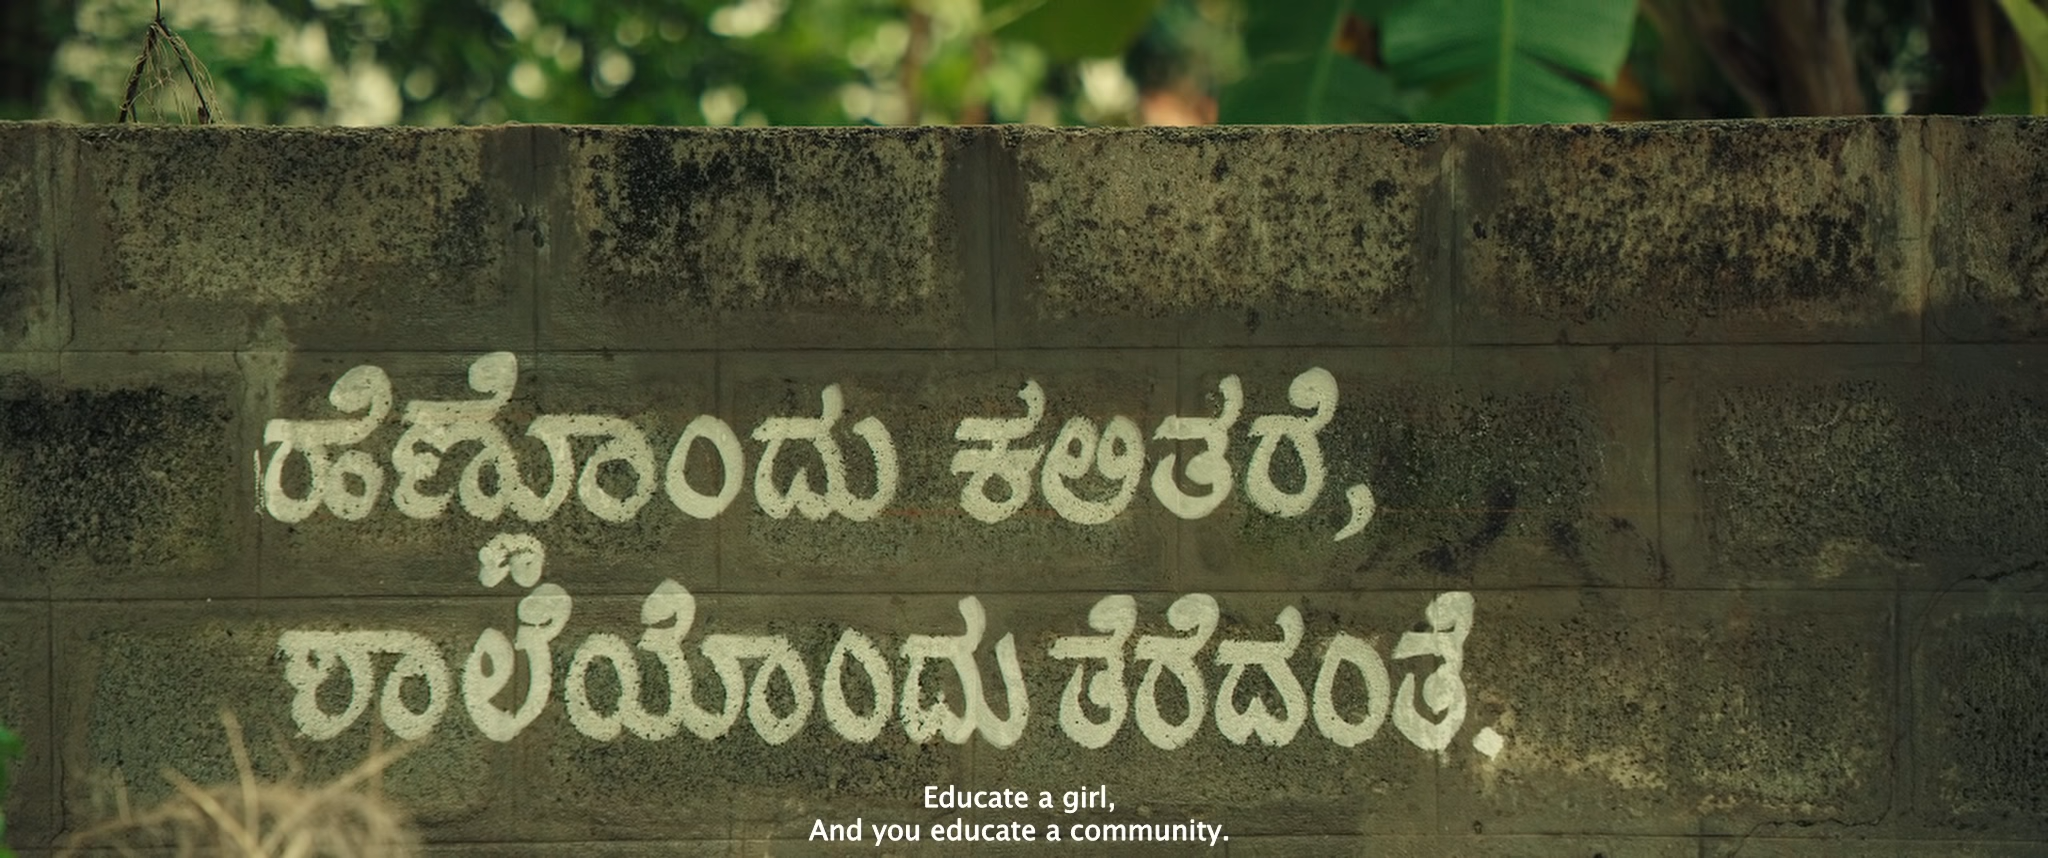 ಹೆಣ್ಣೊಂದು ಕಲಿತರೆ,
ಶಾಲೆಯೊಂದು ತೆರೆದಂತೆ.
Educate a girl,
And you educate a community.